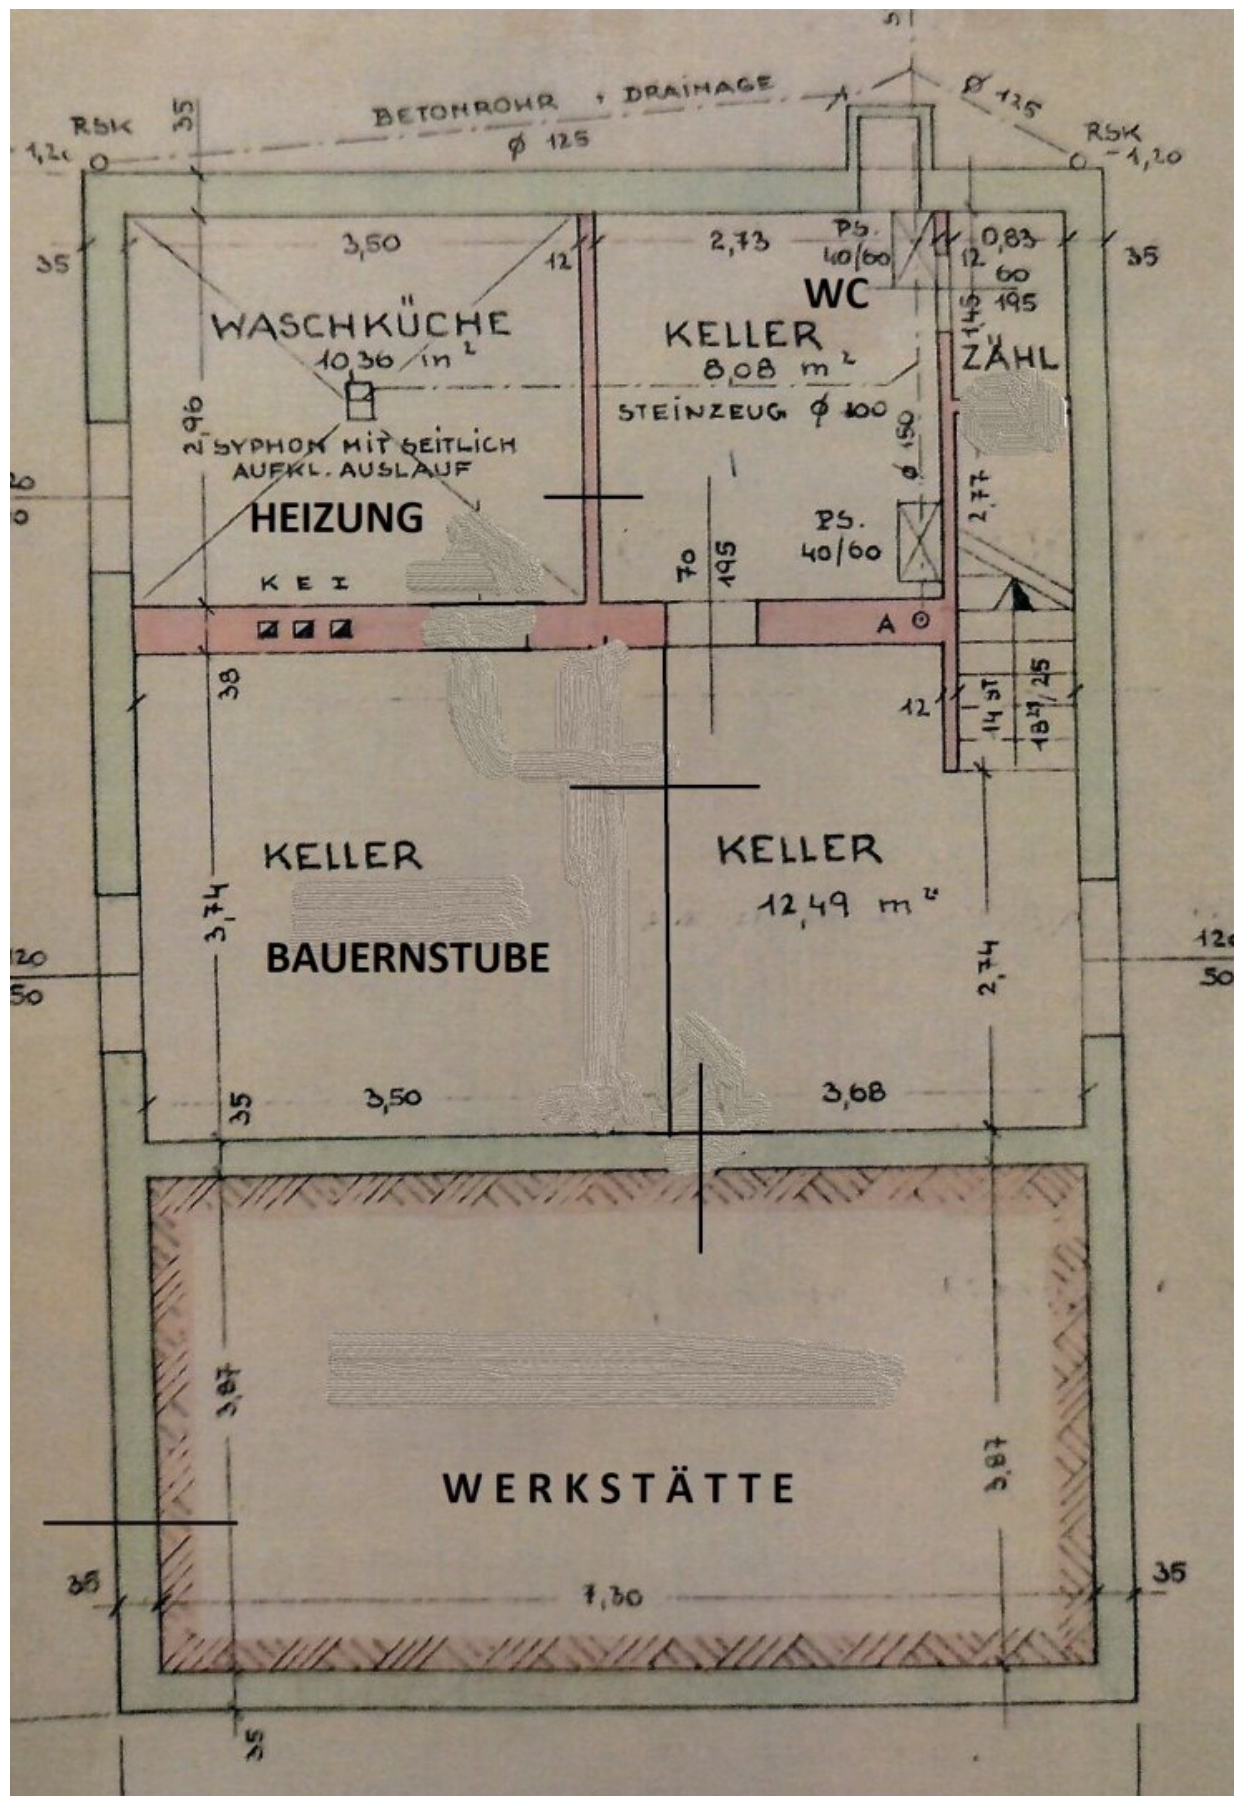 BETONROHR + DRAINAGE
Ø 125
Ø 125
RSK
35
RSK
-1,20
35
3,50
12
2,73
PS.
40/60
12
0,83
60
195
35
WC
1,45
WASCHKÜCHE
10,36 m²
KELLER
8,08 m²
ZÄHL
STEINZEUG Ø 100
Ø 150
2,96
SYPHON MIT SEITLICH
AUFKL. AUSLAUF
2,77
HEIZUNG
PS.
40/60
70
195
K E I
A
38
12
14 ST
KELLER
KELLER
12,49 m²
3,74
BAUERNSTUBE
2,74
120
50
120
50
35
3,50
3,68
3,87
3,87
WERKSTÄTTE
35
7,30
35
35